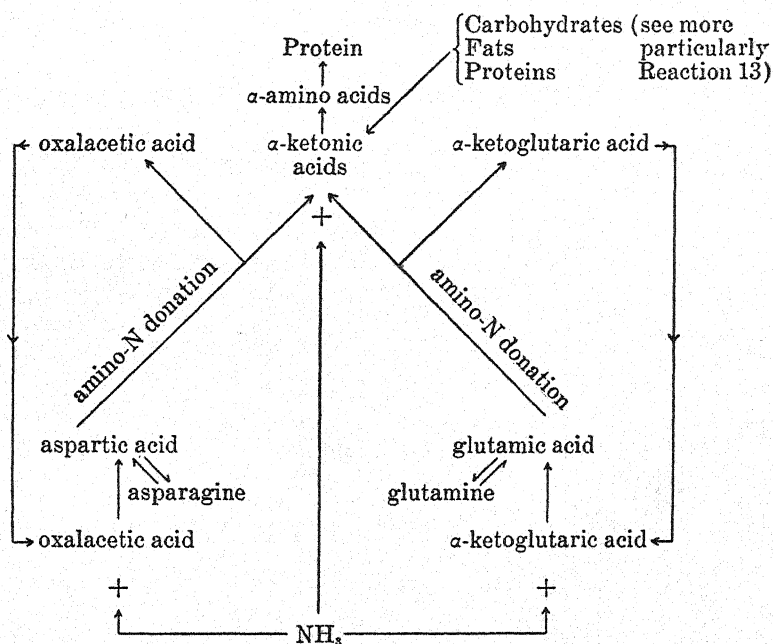 Carbohydrates (see more
Protein Fats particularly
Proteins Reaction 13)
α-amino acids
oxalacetic acid α-ketonic acids α-ketoglutaric acid
+
amino-N donation amino-N donation
aspartic acid glutamic acid
asparagine glutamine
oxalacetic acid α-ketoglutaric acid
+ +
NH₃